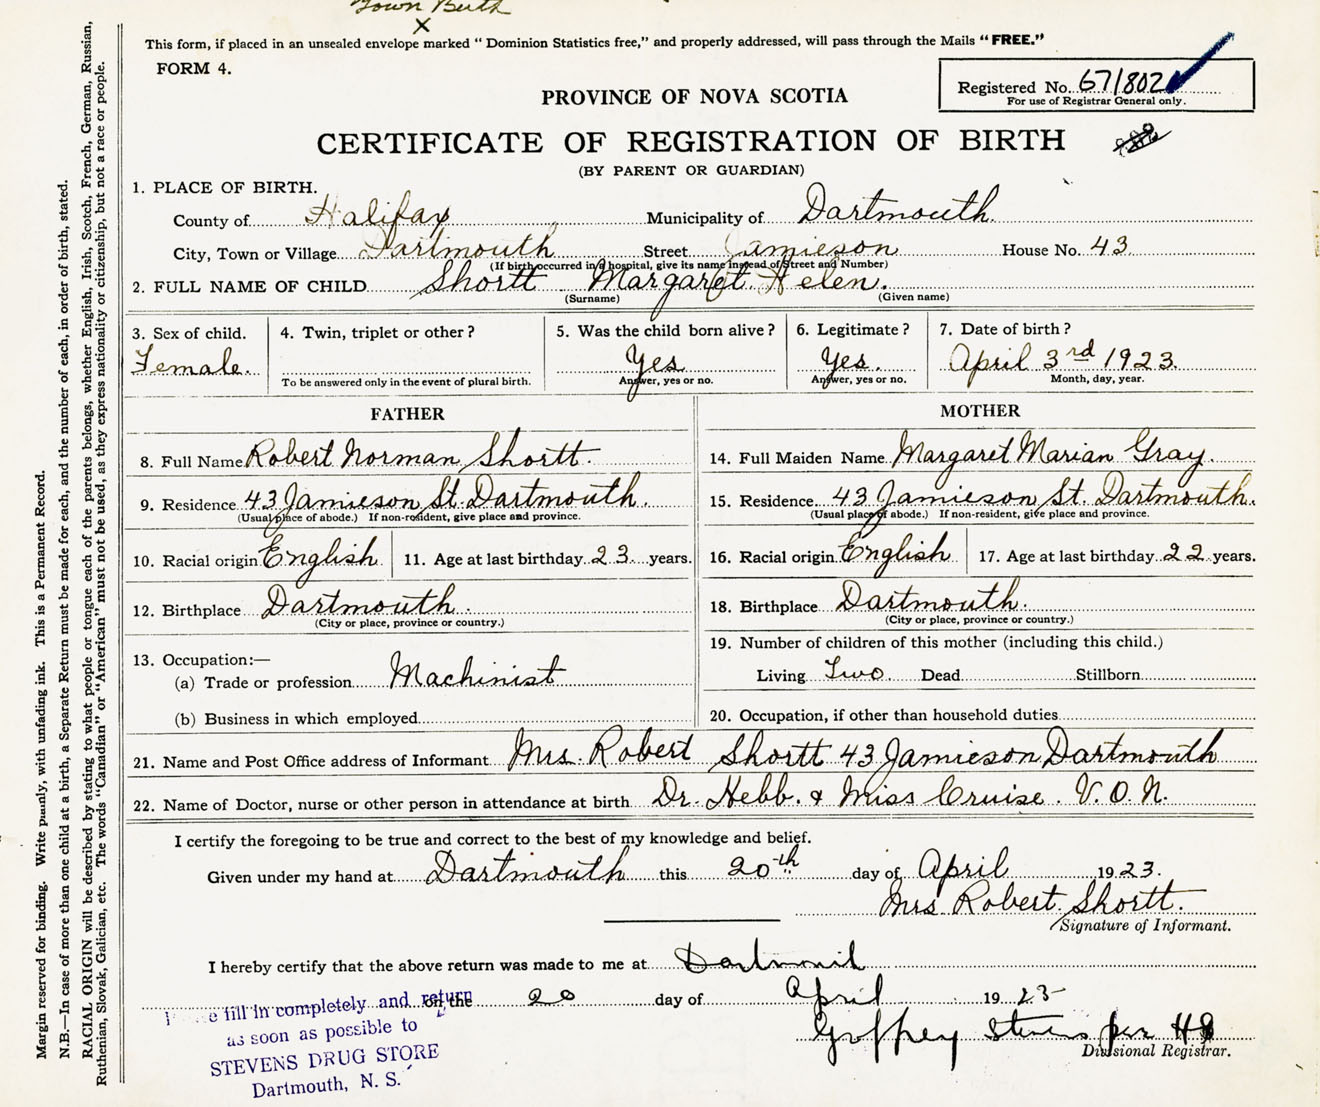 Town Birth
X
This form, if placed in an unsealed envelope marked " Dominion Statistics free," and properly addressed, will pass through the Mails "FREE."
FORM 4.
Registered No. 671802
For use of Registrar General only.
PROVINCE OF NOVA SCOTIA
CERTIFICATE OF REGISTRATION OF BIRTH
(BY PARENT OR GUARDIAN)
1. PLACE OF BIRTH.
County of Halifax Municipality of Dartmouth
City, Town or Village Dartmouth Street Jamieson House No. 43
(If birth occurred in a hospital, give its name instead of Street and Number)
2. FULL NAME OF CHILD Shortt Margaret Helen.
(Surname) (Given name)
3. Sex of child. 4. Twin, triplet or other? 5. Was the child born alive? 6. Legitimate? 7. Date of birth?
Female. Yes Yes. April 3rd 1923.
To be answered only in the event of plural birth. Answer, yes or no. Answer, yes or no. Month, day, year.
FATHER MOTHER
8. Full Name Robert Norman Shortt. 14. Full Maiden Name Margaret Marian Gray.
9. Residence 43 Jamieson St. Dartmouth. 15. Residence 43 Jamieson St. Dartmouth.
(Usual place of abode.) If non-resident, give place and province. (Usual place of abode.) If non-resident, give place and province.
10. Racial origin English 11. Age at last birthday 23 years. 16. Racial origin English 17. Age at last birthday 22 years.
12. Birthplace Dartmouth. 18. Birthplace Dartmouth.
(City or place, province or country.) (City or place, province or country.)
13. Occupation:— 19. Number of children of this mother (including this child.)
(a) Trade or profession Machinist Living Two. Dead Stillborn
(b) Business in which employed 20. Occupation, if other than household duties
21. Name and Post Office address of Informant Mrs. Robert Shortt 43 Jamieson Dartmouth
22. Name of Doctor, nurse or other person in attendance at birth Dr. Hebb. & Miss Cruise. V. O. N.
I certify the foregoing to be true and correct to the best of my knowledge and belief.
Given under my hand at Dartmouth this 20th day of April 1923.
Mrs Robert Shortt.
Signature of Informant.
I hereby certify that the above return was made to me at
on the 20 day of April 1923
per
Divisional Registrar.
fill in completely and return
as soon as possible to
STEVENS DRUG STORE
Dartmouth, N. S.
Margin reserved for binding. Write plainly, with unfading ink. This is a Permanent Record.
N.B.—In case of more than one child at a birth, a Separate Return must be made for each, and the number of each, in order of birth, stated.
RACIAL ORIGIN will be described by stating to what people or tongue each of the parents belongs, whether English, Irish, Scotch, French, German, Russian,
Ruthenian, Slovak, Galician, etc. The words "Canadian" or "American" must not be used, as they express nationality or citizenship, but not a race or people.